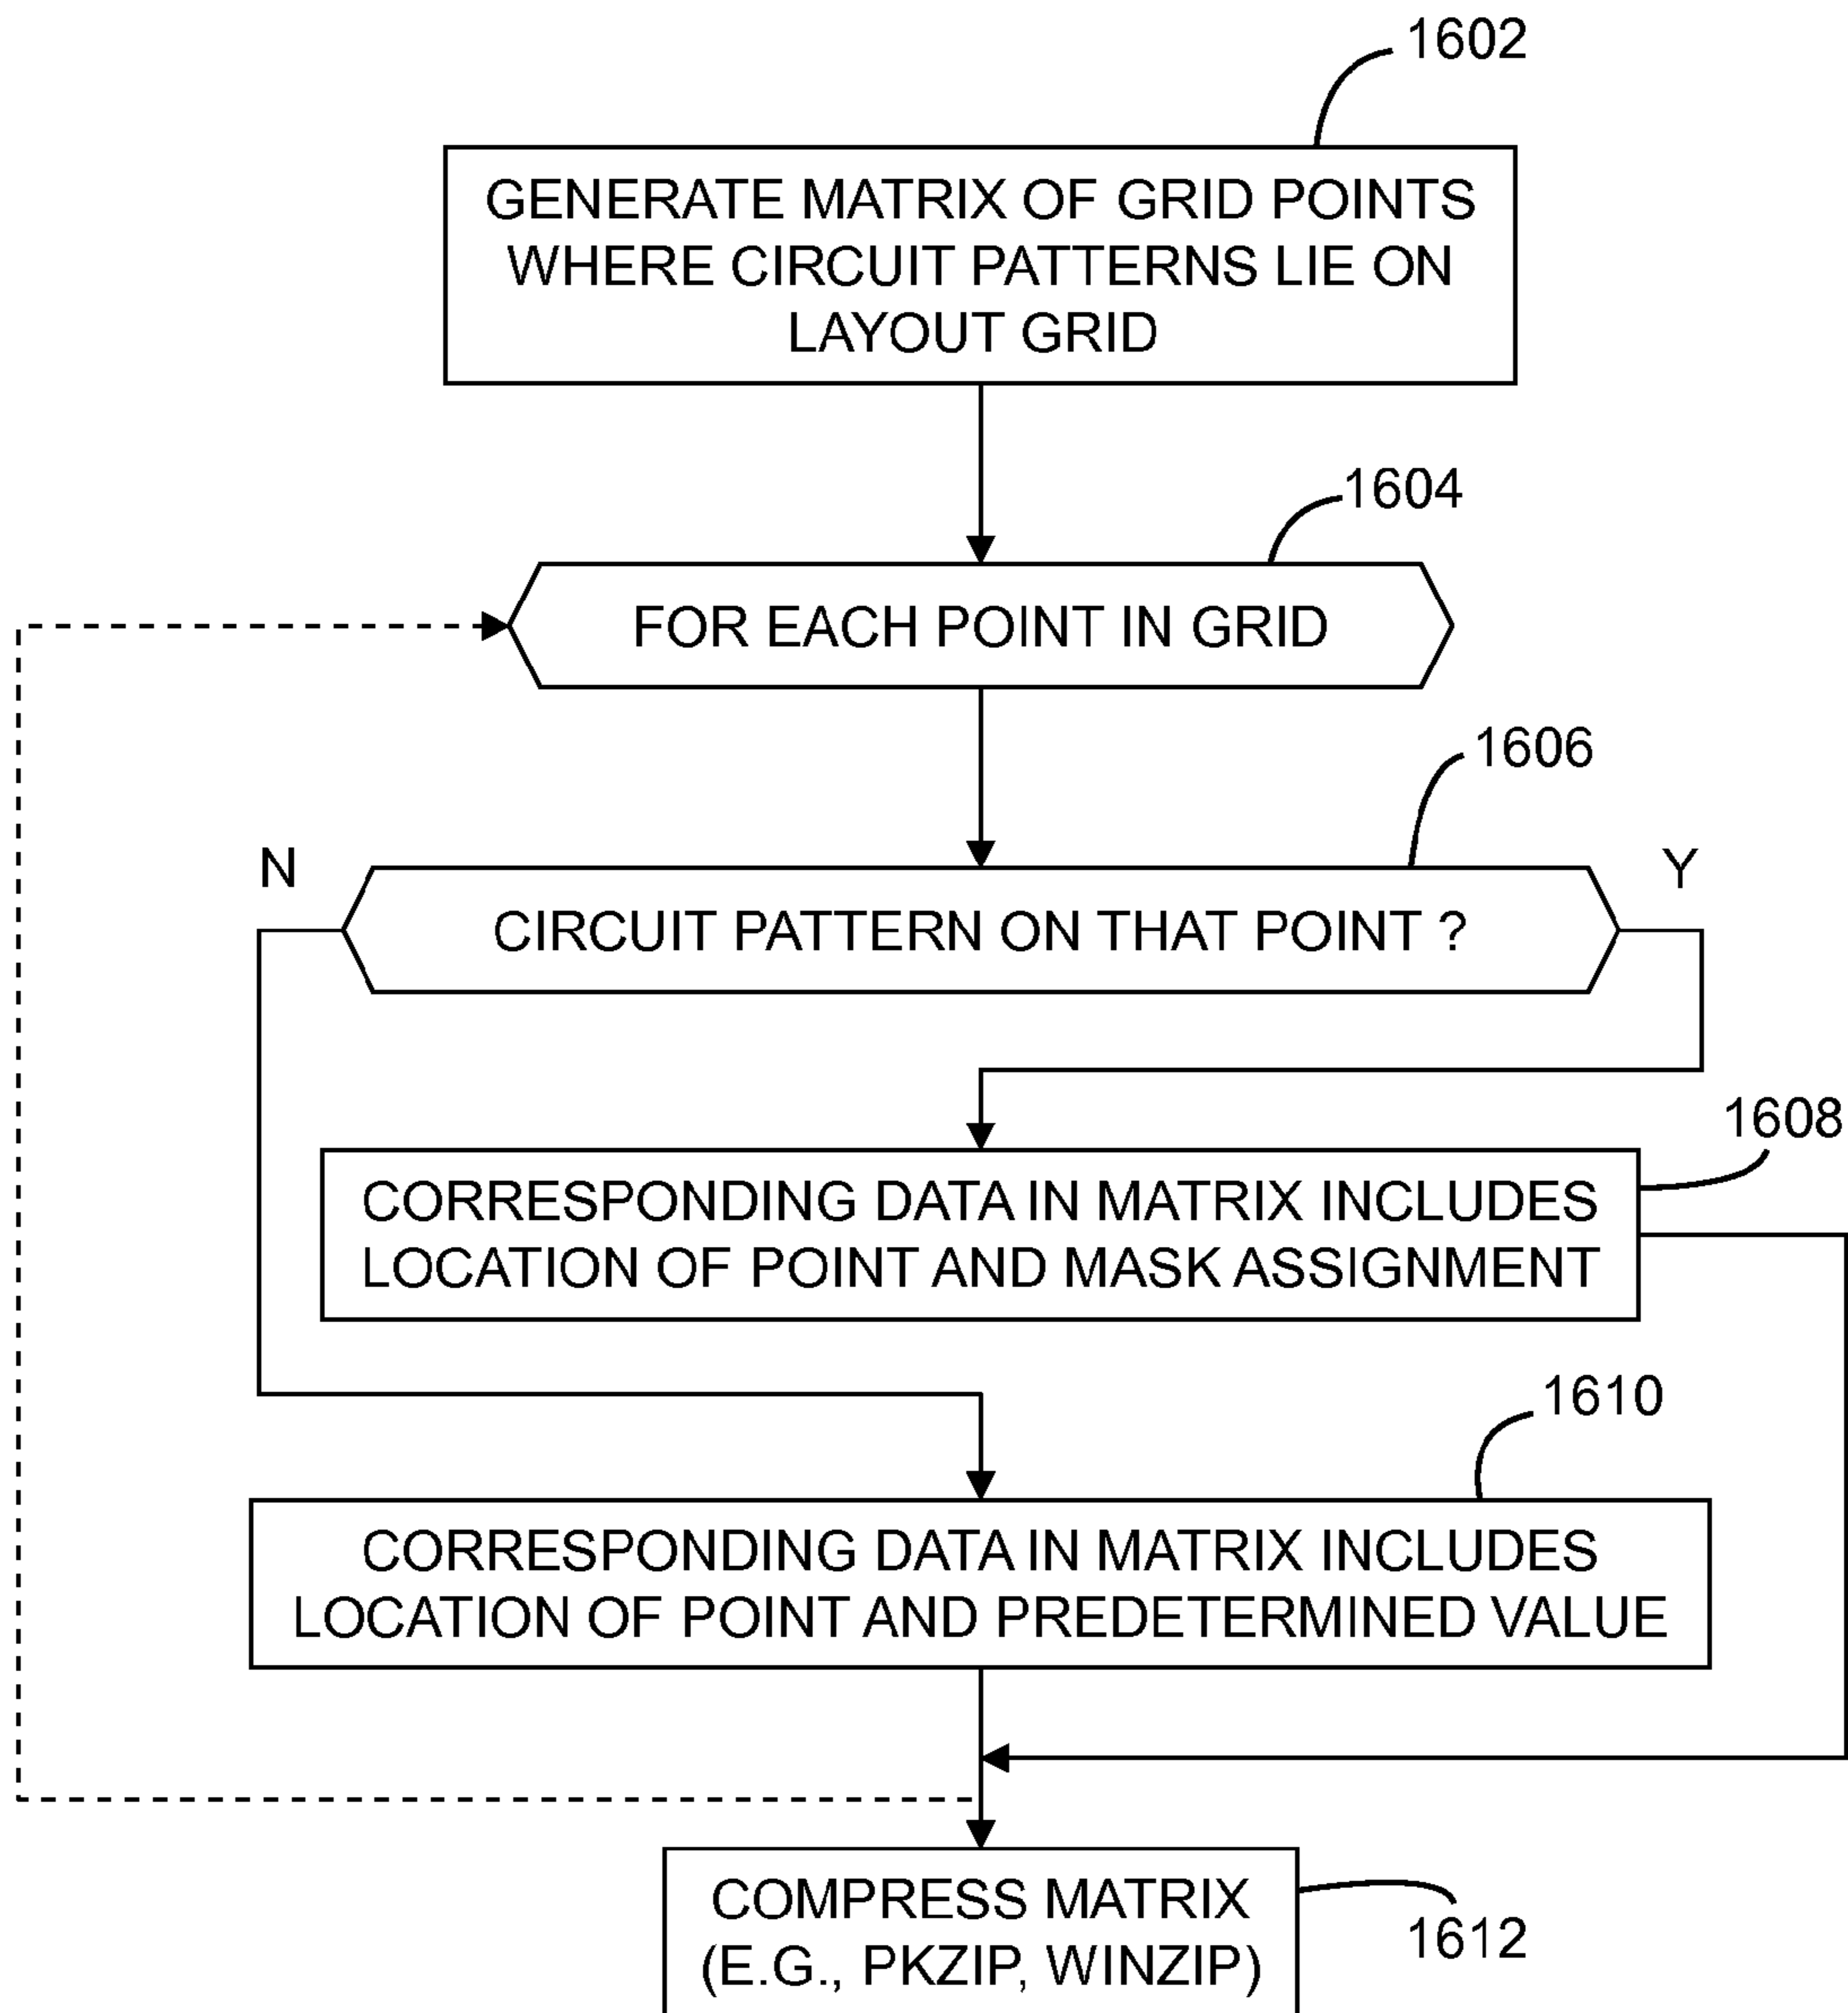 1602
GENERATE MATRIX OF GRID POINTS
WHERE CIRCUIT PATTERNS LIE ON
LAYOUT GRID
1604
FOR EACH POINT IN GRID
1606
N
Y
CIRCUIT PATTERN ON THAT POINT ?
1608
CORRESPONDING DATA IN MATRIX INCLUDES
LOCATION OF POINT AND MASK ASSIGNMENT
1610
CORRESPONDING DATA IN MATRIX INCLUDES
LOCATION OF POINT AND PREDETERMINED VALUE
COMPRESS MATRIX
(E.G., PKZIP, WINZIP)
1612